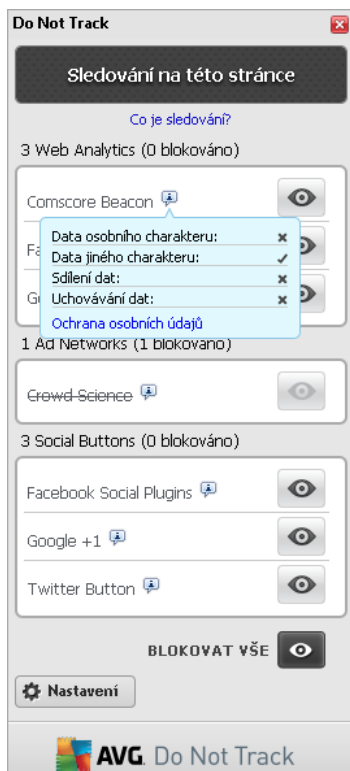 Do Not Track
Sledování na této stránce
Co je sledování?
3 Web Analytics (0 blokováno)
Comscore Beacon
Data osobního charakteru:
Data jiného charakteru:
Sdílení dat:
Uchovávání dat:
Ochrana osobních údajů
1 Ad Networks (1 blokováno)
Crowd Science
3 Social Buttons (0 blokováno)
Facebook Social Plugins
Google +1
Twitter Button
BLOKOVAT VŠE
Nastavení
AVG. Do Not Track